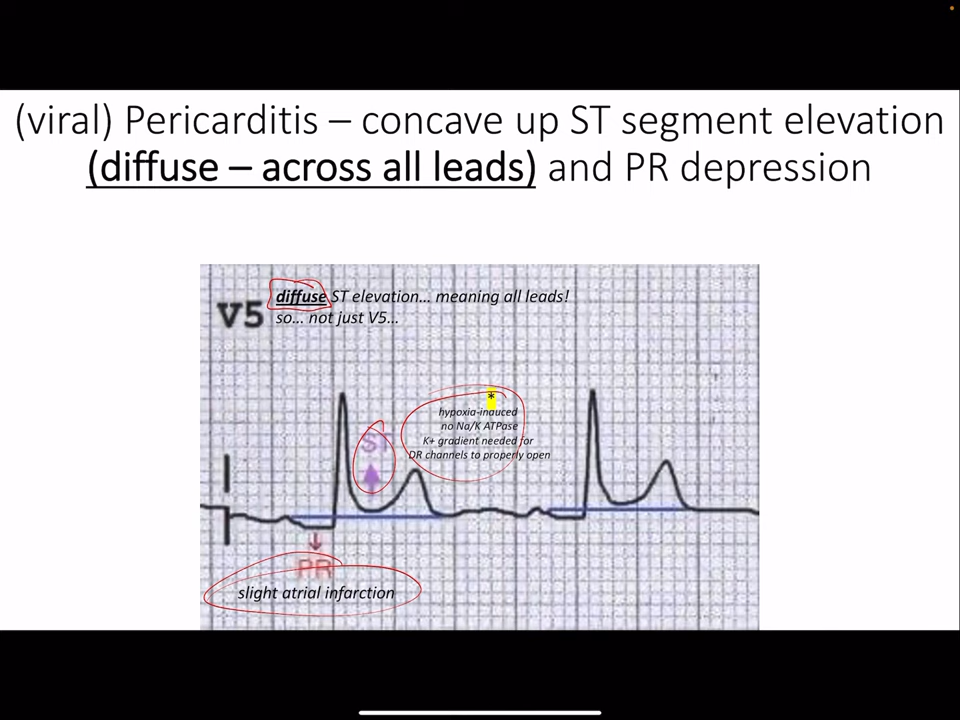 (viral) Pericarditis – concave up ST segment elevation
(diffuse – across all leads) and PR depression
V5
diffuse ST elevation... meaning all leads!
so... not just V5...
*
hypoxia-induced
no Na/K ATPase
K+ gradient needed for
DR channels to properly open
ST
PR
slight atrial infarction